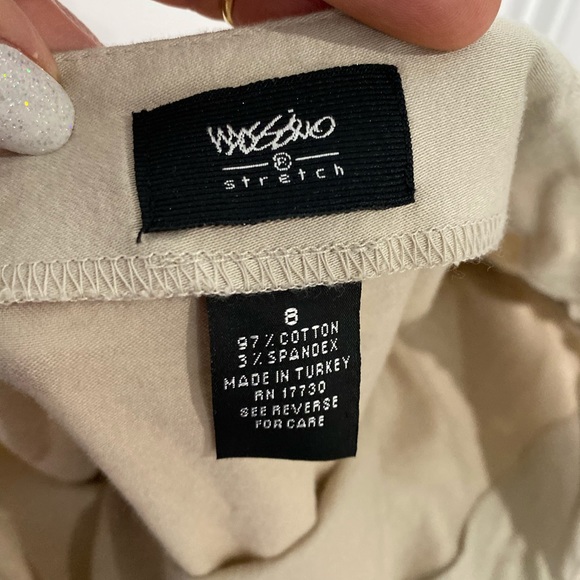 mossimo
®
stretch
8
97% COTTON
3% SPANDEX
MADE IN TURKEY
RN 17730
SEE REVERSE
FOR CARE